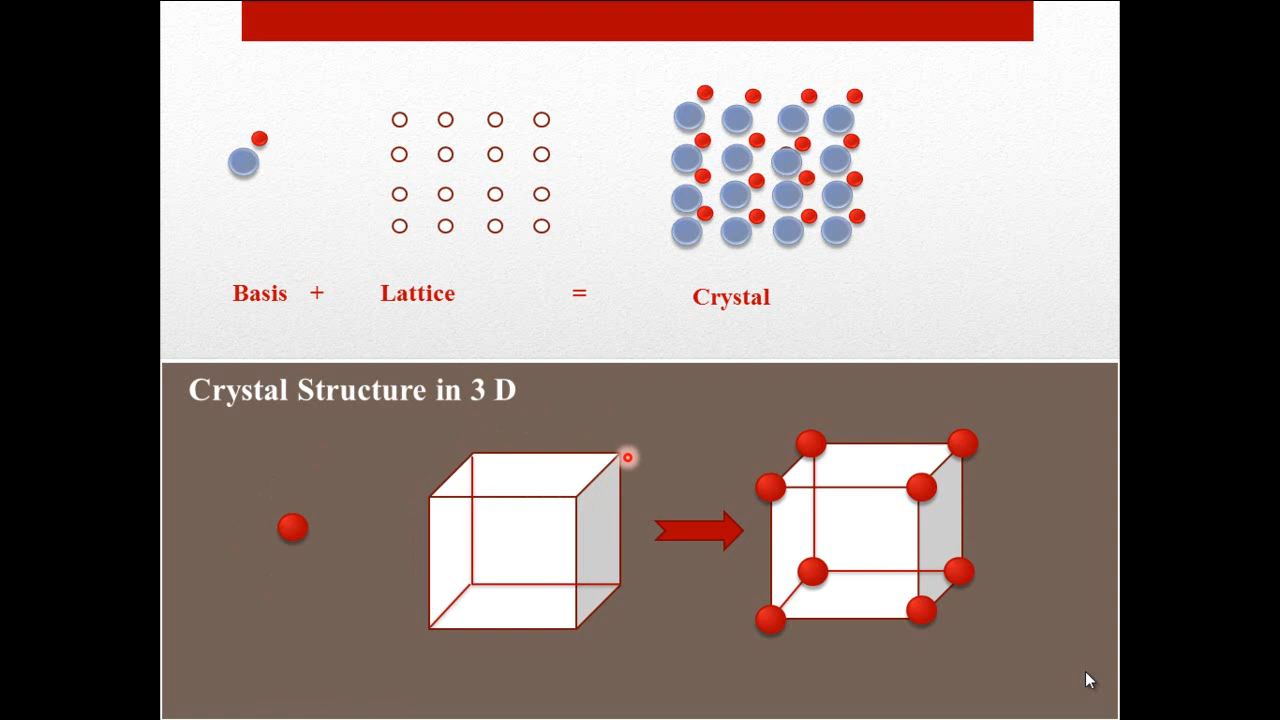 Basis + Lattice = Crystal
Crystal Structure in 3 D